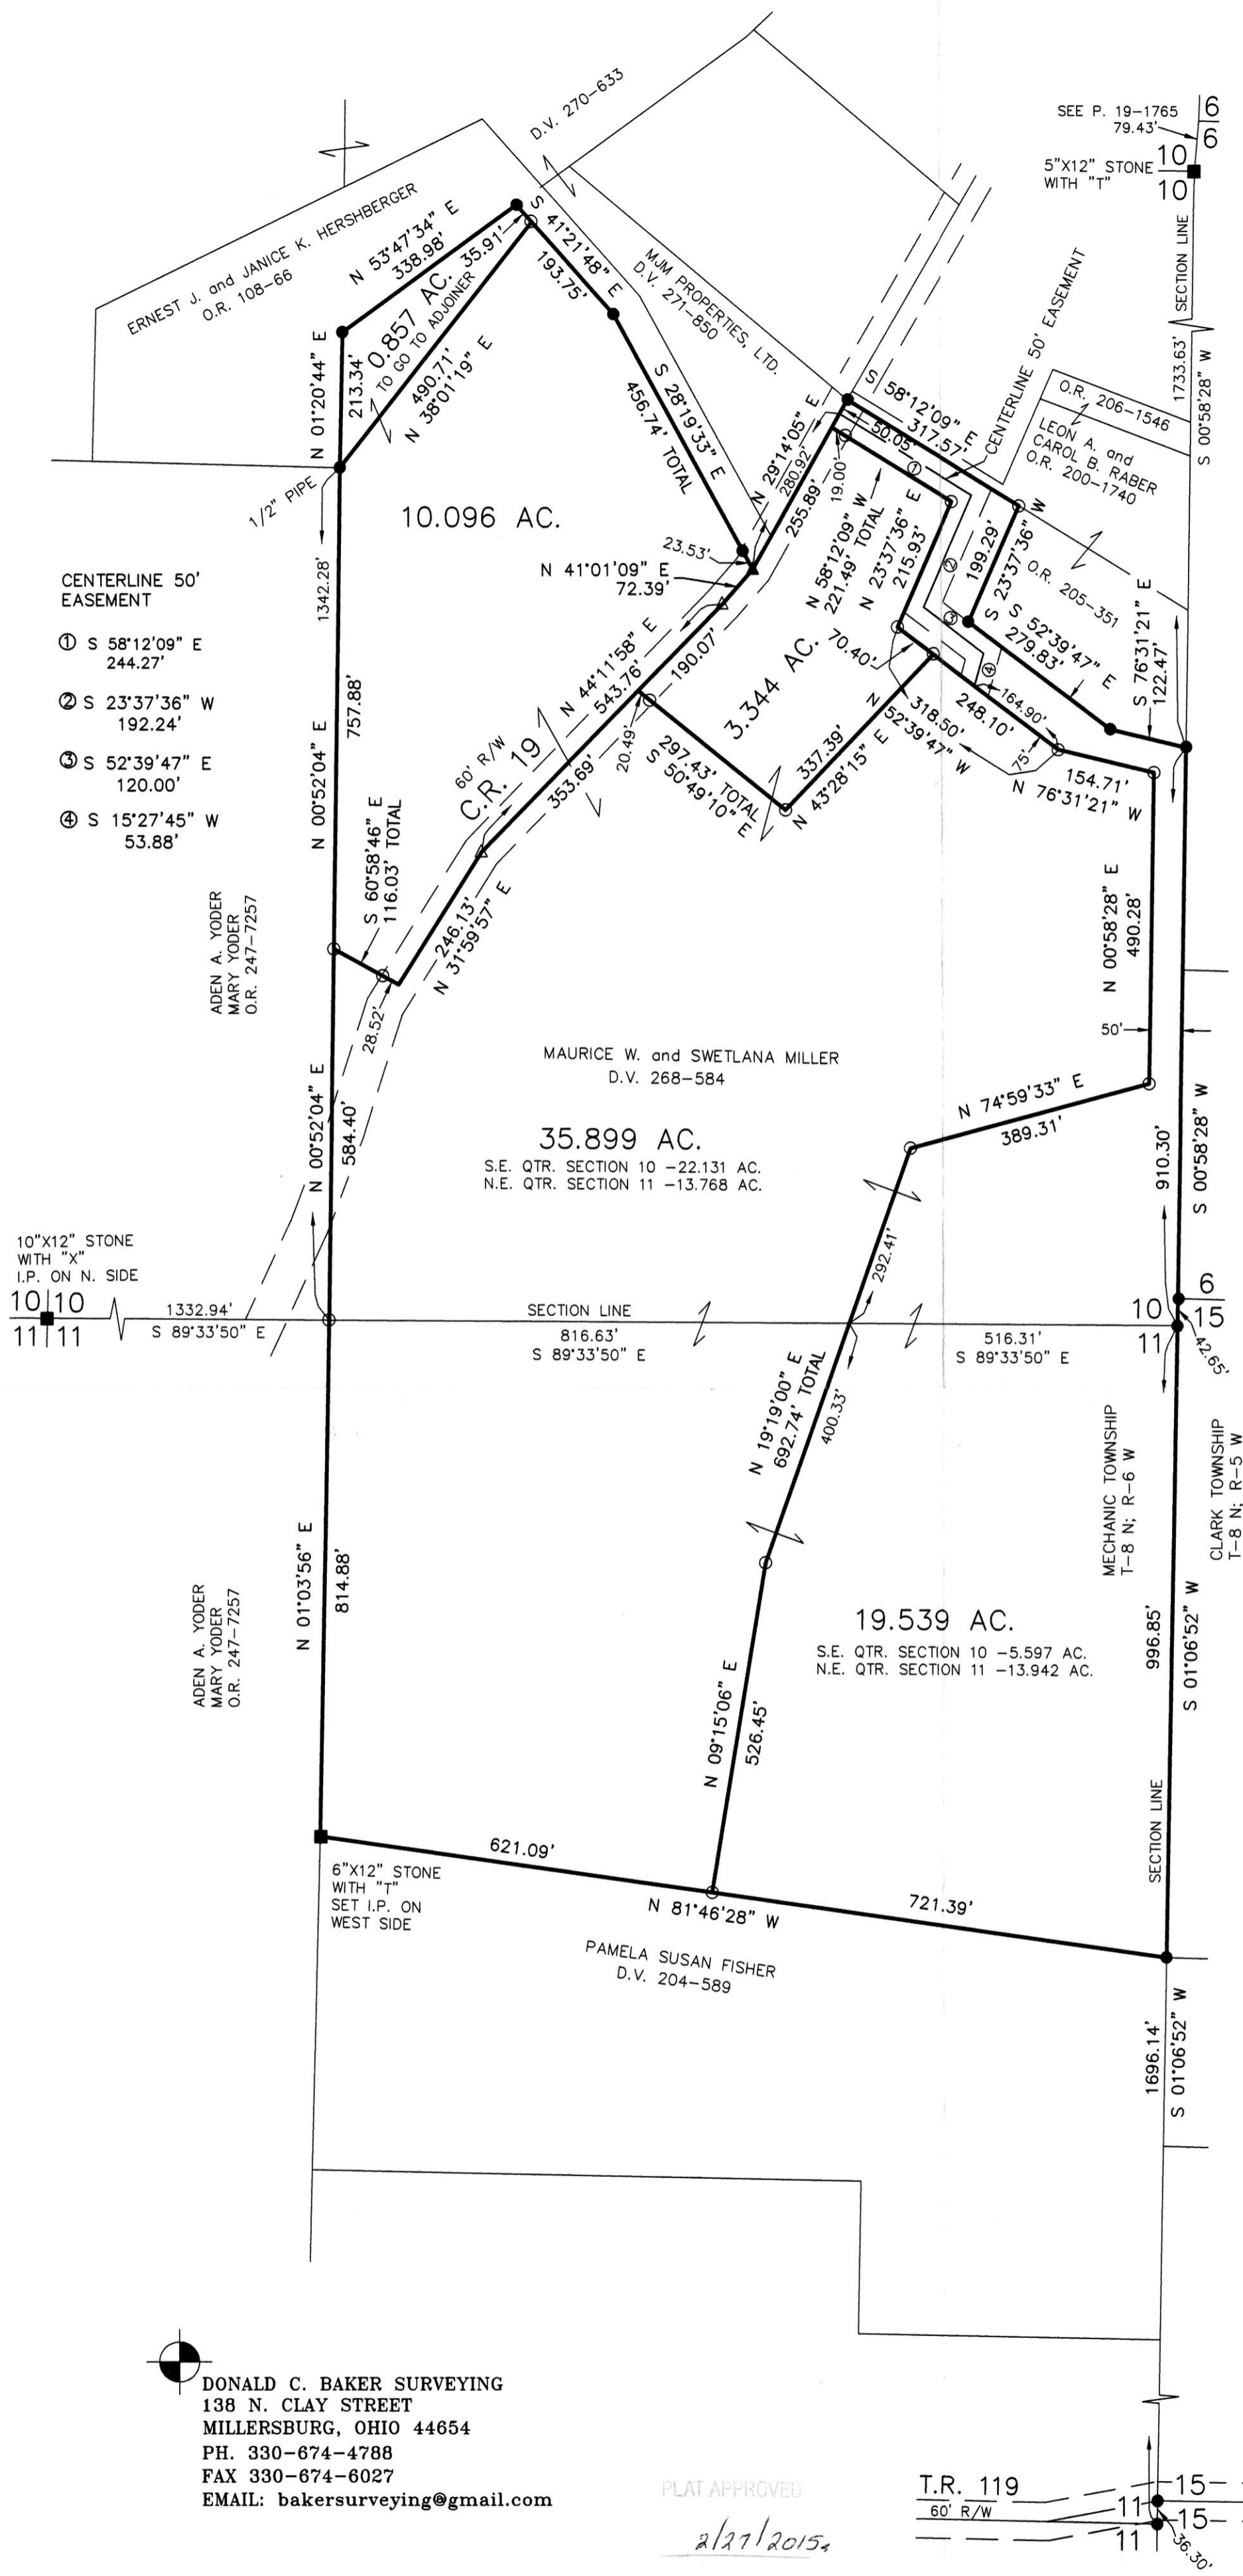 D.V. 270-633
SEE P. 19-1765
79.43'
6
6
10
10
5"X12" STONE
WITH "T"
SECTION LINE
1733.63'
S 00°58'28" W
ERNEST J. and JANICE K. HERSHBERGER
O.R. 108-66
N 53°47'34" E
338.98'
35.91'
S 41°21'48" E
193.75'
0.857 AC.
TO GO TO ADJOINER
490.71'
N 38°01'19" E
N 01°20'44" E
213.34'
MJM PROPERTIES, LTD.
D.V. 271-850
S 28°19'33" E
456.74' TOTAL
CENTERLINE 50' EASEMENT
S 58°12'09" E
317.57'
50.05'
O.R. 206-1546
LEON A. and
CAROL B. RABER
O.R. 200-1740
N 29°14'05" E
280.92'
255.89'
19.00'
①
1/2" PIPE
10.096 AC.
23.53'
N 41°01'09" E
72.39'
N 58°12'09" W
221.49' TOTAL
N 23°37'36" E
215.93'
②
199.29'
S 23°37'36" W
O.R. 205-351
③
S 52°39'47" E
279.83'
S 76°31'21" E
122.47'
CENTERLINE 50'
EASEMENT
① S 58°12'09" E
244.27'
② S 23°37'36" W
192.24'
③ S 52°39'47" E
120.00'
④ S 15°27'45" W
53.88'
1342.28'
757.88'
N 00°52'04" E
N 44°11'58" E
543.76'
190.07'
3.344 AC.
70.40'
④
164.90'
248.10'
75'
318.50'
N 52°39'47" W
154.71'
N 76°31'21" W
60' R/W
C.R. 19
353.69'
20.49'
297.43' TOTAL
S 50°49'10" E
337.39'
N 43°28'15" E
S 60°58'46" E
116.03' TOTAL
246.13'
N 31°59'57" E
28.52'
ADEN A. YODER
MARY YODER
O.R. 247-7257
N 00°58'28" E
490.28'
50'
MAURICE W. and SWETLANA MILLER
D.V. 268-584
35.899 AC.
S.E. QTR. SECTION 10 -22.131 AC.
N.E. QTR. SECTION 11 -13.768 AC.
N 00°52'04" E
584.40'
N 74°59'33" E
389.31'
292.41'
910.30'
S 00°58'28" W
10"X12" STONE
WITH "X"
I.P. ON N. SIDE
10 10
11 11
1332.94'
S 89°33'50" E
SECTION LINE
816.63'
S 89°33'50" E
516.31'
S 89°33'50" E
10
6
11
15
42.65'
N 19°19'00" E
692.74' TOTAL
400.33'
MECHANIC TOWNSHIP
T-8 N; R-6 W
CLARK TOWNSHIP
T-8 N; R-5 W
N 01°03'56" E
814.88'
ADEN A. YODER
MARY YODER
O.R. 247-7257
19.539 AC.
S.E. QTR. SECTION 10 -5.597 AC.
N.E. QTR. SECTION 11 -13.942 AC.
996.85'
S 01°06'52" W
N 09°15'06" E
526.45'
SECTION LINE
621.09'
6"X12" STONE
WITH "T"
SET I.P. ON
WEST SIDE
N 81°46'28" W
721.39'
PAMELA SUSAN FISHER
D.V. 204-589
1696.14'
S 01°06'52" W
DONALD C. BAKER SURVEYING
138 N. CLAY STREET
MILLERSBURG, OHIO 44654
PH. 330-674-4788
FAX 330-674-6027
EMAIL: bakersurveying@gmail.com
PLAT APPROVED
2/27/2015
T.R. 119
60' R/W
15
11
15
11
36.30'